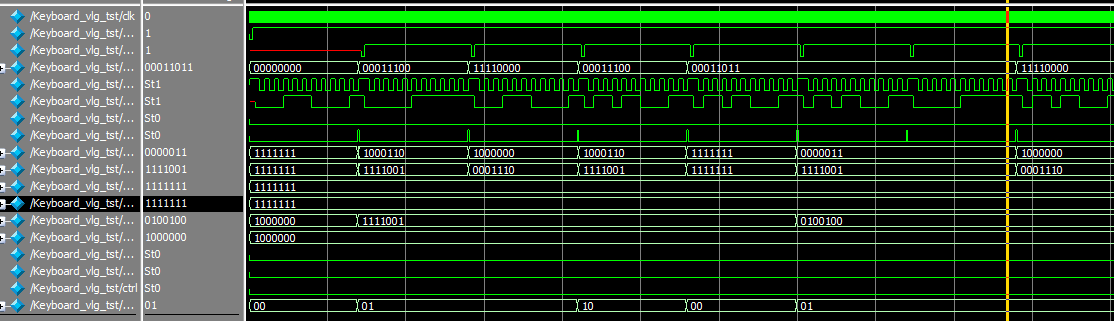 /Keyboard_vlg_tst/clk 0
/Keyboard_vlg_tst/... 1
/Keyboard_vlg_tst/... 1
/Keyboard_vlg_tst/... 00011011 00000000 00011100 11110000 00011100 00011011 11110000
/Keyboard_vlg_tst/... St1
/Keyboard_vlg_tst/... St1
/Keyboard_vlg_tst/... St0
/Keyboard_vlg_tst/... St0
/Keyboard_vlg_tst/... 0000011 1111111 1000110 1000000 1000110 1111111 0000011 1000000
/Keyboard_vlg_tst/... 1111001 1111111 1111001 0001110 1111001 1111111 1111001 0001110
/Keyboard_vlg_tst/... 1111111 1111111
/Keyboard_vlg_tst/... 1111111 1111111
/Keyboard_vlg_tst/... 0100100 1000000 1111001 0100100
/Keyboard_vlg_tst/... 1000000 1000000
/Keyboard_vlg_tst/... St0
/Keyboard_vlg_tst/... St0
/Keyboard_vlg_tst/ctrl St0
/Keyboard_vlg_tst/... 01 00 01 10 00 01